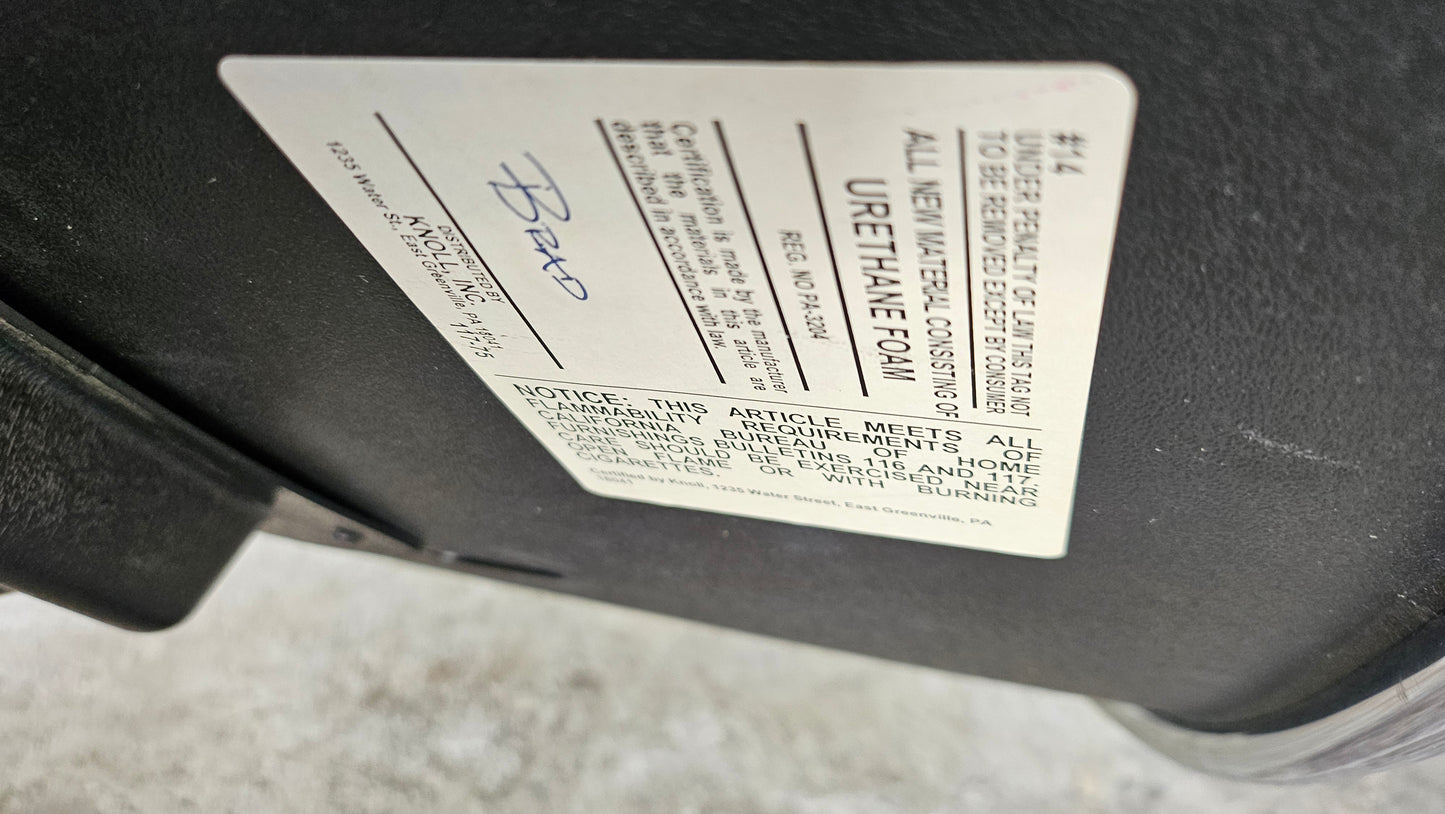 #14
UNDER PENALTY OF LAW THIS TAG NOT
TO BE REMOVED EXCEPT BY CONSUMER
ALL NEW MATERIAL CONSISTING OF
URETHANE FOAM
REG. NO PA-3204
Certification is made by the manufacturer
that the materials in this article are
described in accordance with law
BRAD
DISTRIBUTED BY
KNOLL, INC.
1235 Water St., East Greenville, PA 18041
117-75
NOTICE: THIS ARTICLE MEETS ALL
FLAMMABILITY REQUIREMENTS OF
CALIFORNIA BUREAU OF HOME
FURNISHINGS BULLETINS 116 AND 117.
CARE SHOULD BE EXERCISED NEAR
OPEN FLAME OR WITH BURNING
CIGARETTES.
Certified by Knoll, 1235 Water Street, East Greenville, PA
18041